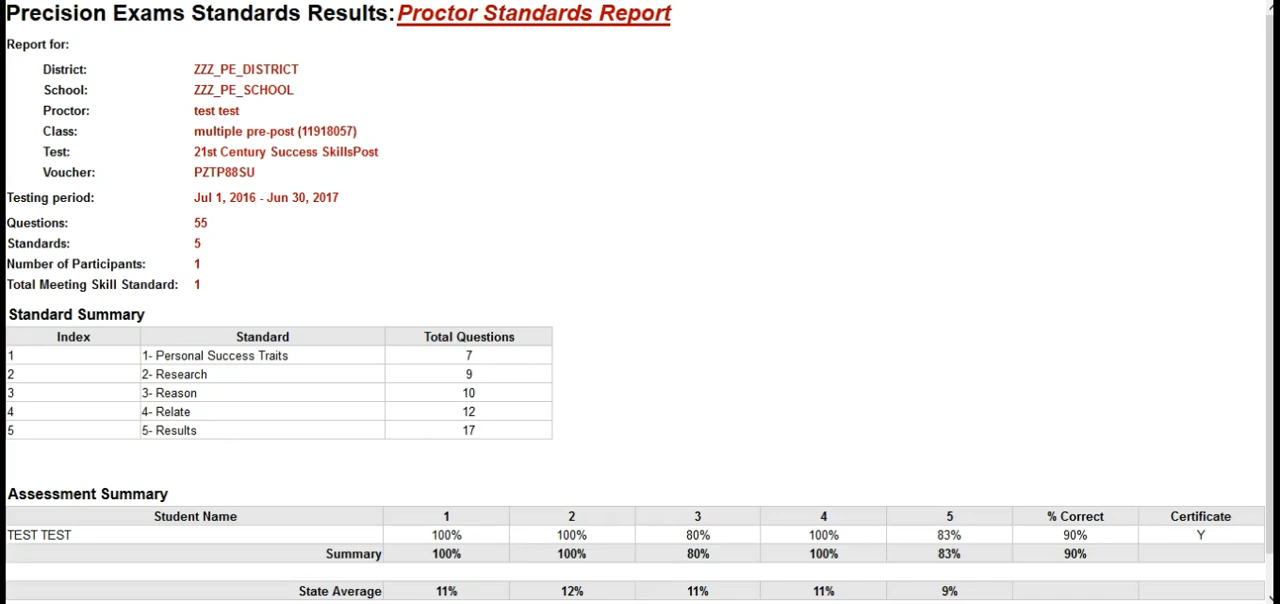 Precision Exams Standards Results: Proctor Standards Report
Report for:
District: ZZZ_PE_DISTRICT
School: ZZZ_PE_SCHOOL
Proctor: test test
Class: multiple pre-post (11918057)
Test: 21st Century Success SkillsPost
Voucher: PZTP88SU
Testing period: Jul 1, 2016 - Jun 30, 2017
Questions: 55
Standards: 5
Number of Participants: 1
Total Meeting Skill Standard: 1
Standard Summary
Index Standard Total Questions
1 1- Personal Success Traits 7
2 2- Research 9
3 3- Reason 10
4 4- Relate 12
5 5- Results 17
Assessment Summary
Student Name 1 2 3 4 5 % Correct Certificate
TEST TEST 100% 100% 80% 100% 83% 90% Y
Summary 100% 100% 80% 100% 83% 90%
State Average 11% 12% 11% 11% 9%